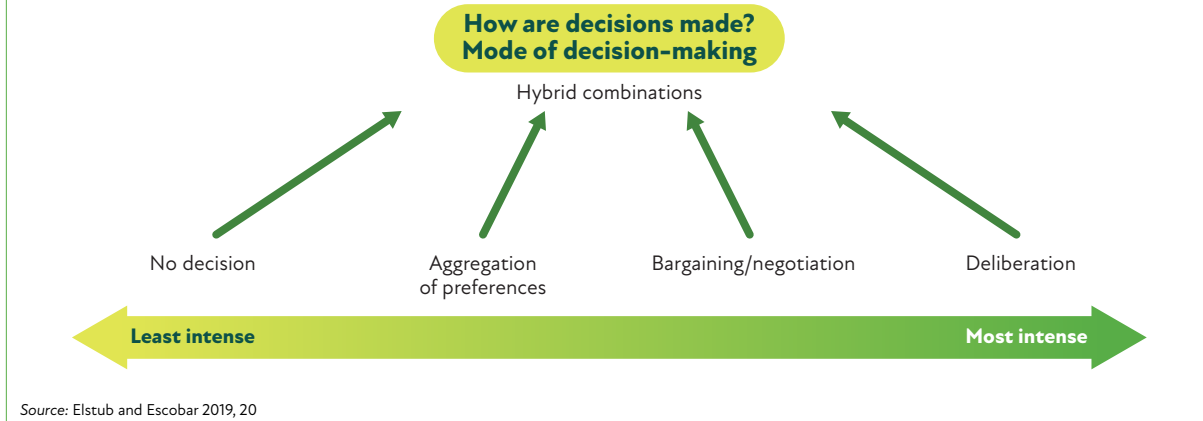 How are decisions made?
Mode of decision-making
Hybrid combinations
No decision
Aggregation
of preferences
Bargaining/negotiation
Deliberation
Least intense
Most intense
Source: Elstub and Escobar 2019, 20